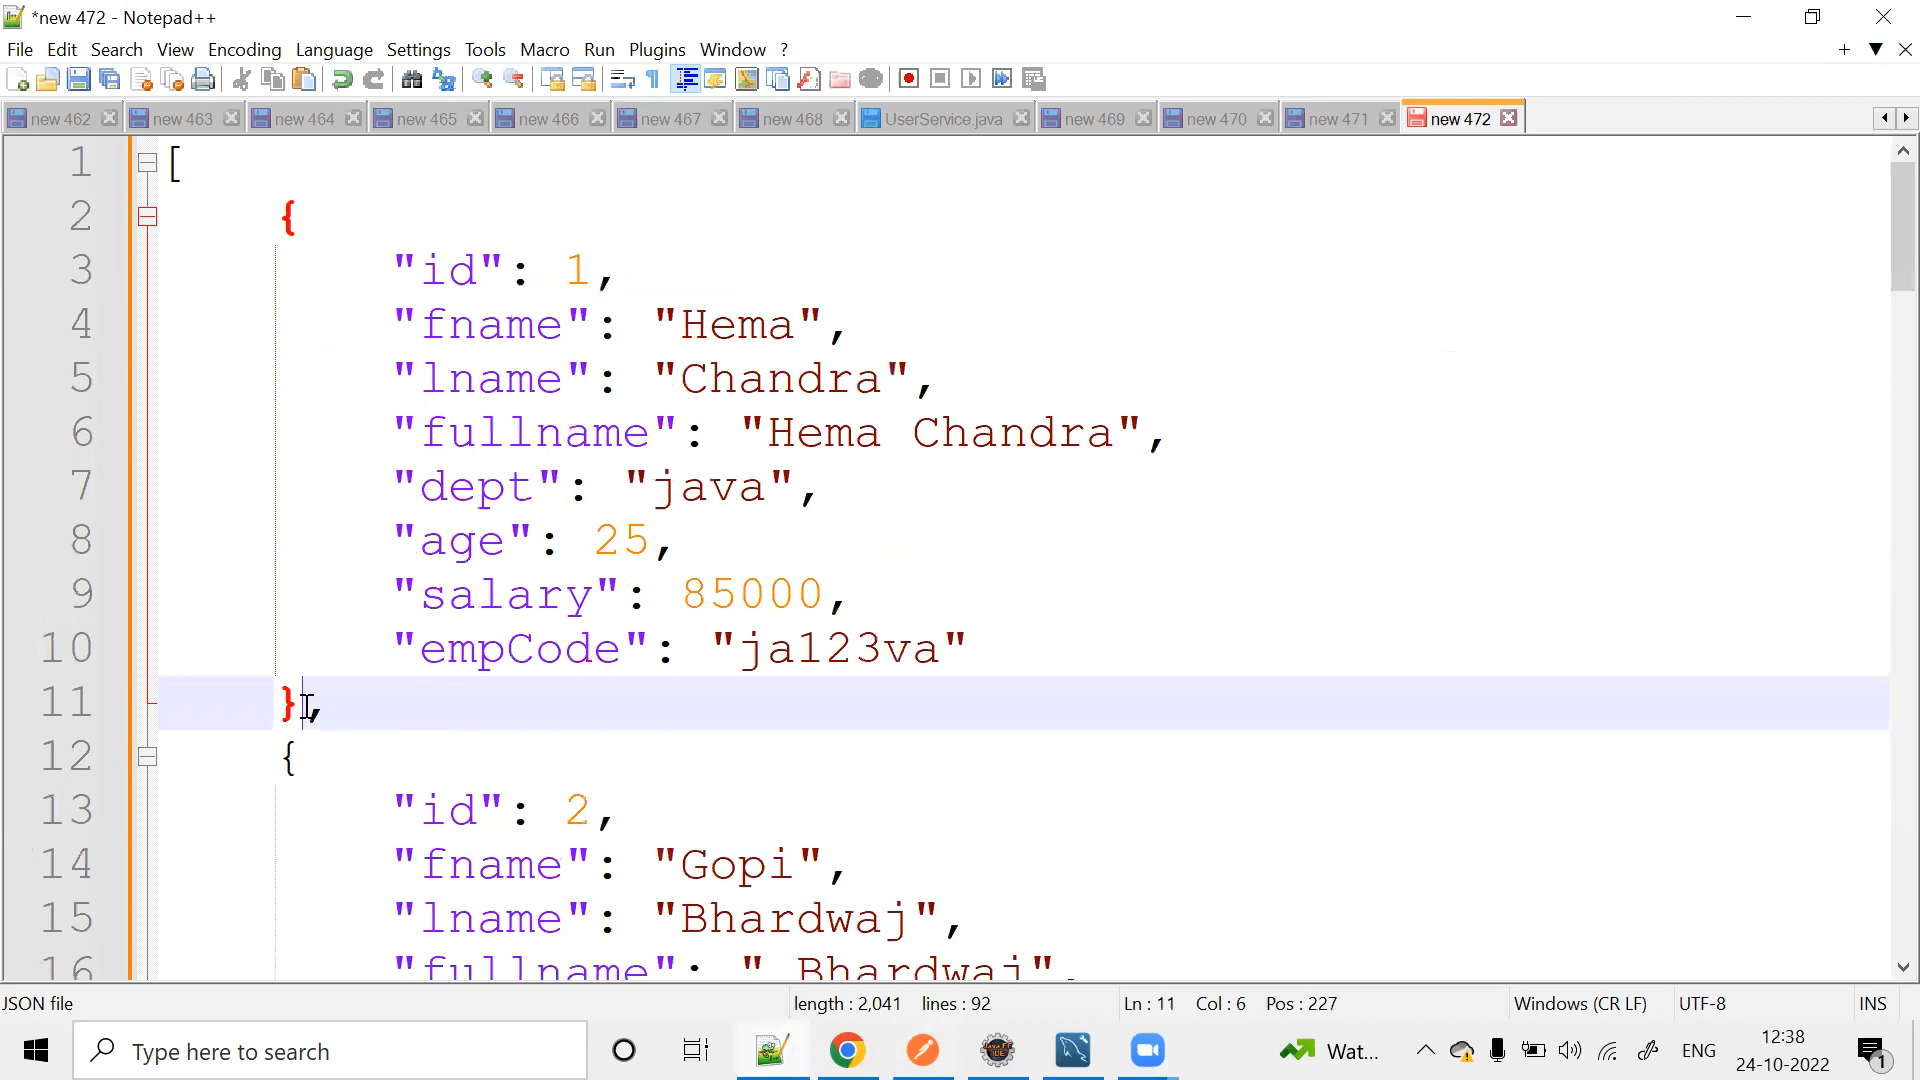 *new 472 - Notepad++
File Edit Search View Encoding Language Settings Tools Macro Run Plugins Window ?
new 462 new 463 new 464 new 465 new 466 new 467 new 468 UserService.java new 469 new 470 new 471 new 472
1 [
2 {
3 "id": 1,
4 "fname": "Hema",
5 "lname": "Chandra",
6 "fullname": "Hema Chandra",
7 "dept": "java",
8 "age": 25,
9 "salary": 85000,
10 "empCode": "ja123va"
11 },
12 {
13 "id": 2,
14 "fname": "Gopi",
15 "lname": "Bhardwaj",
16 "fullname": " Bhardwaj",
JSON file length : 2,041 lines : 92 Ln : 11 Col : 6 Pos : 227 Windows (CR LF) UTF-8 INS
Type here to search Wat... ENG 12:38
24-10-2022 1